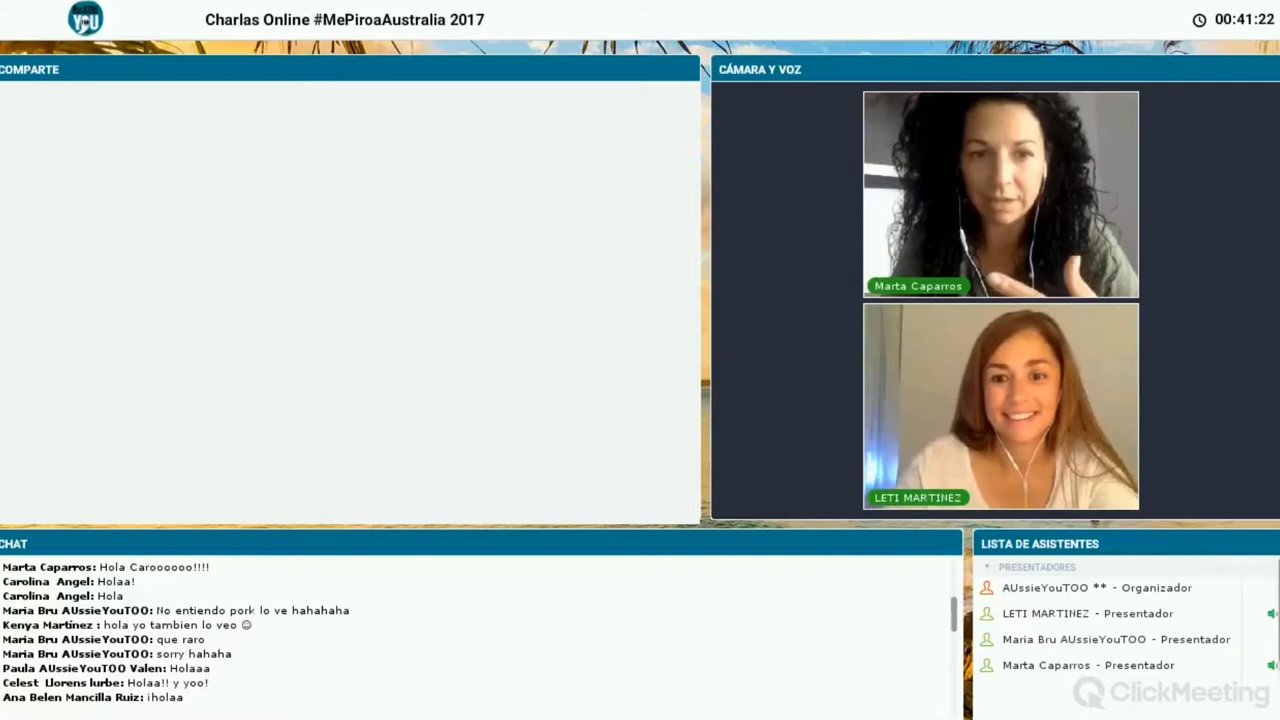 YOU
Charlas Online #MePiroaAustralia 2017
00:41:22
COMPARTE
CÁMARA Y VOZ
Marta Caparros
LETI MARTINEZ
CHAT
Marta Caparros: Hola Caroooooo!!!!
Carolina Angel: Holaa!
Carolina Angel: Hola
Maria Bru AUssieYouTOO: No entiendo pork lo ve hahahaha
Kenya Martínez : hola yo tambien lo veo ☺
Maria Bru AUssieYouTOO: que raro
Maria Bru AUssieYouTOO: sorry hahaha
Paula AUssieYouTOO Valen: Holaaa
Celest Llorens lurbe: Holaa!! y yoo!
Ana Belen Mancilla Ruiz: ¡holaa
LISTA DE ASISTENTES
PRESENTADORES
AUssieYouTOO ** - Organizador
LETI MARTINEZ - Presentador
Maria Bru AUssieYouTOO - Presentador
Marta Caparros - Presentador
ClickMeeting